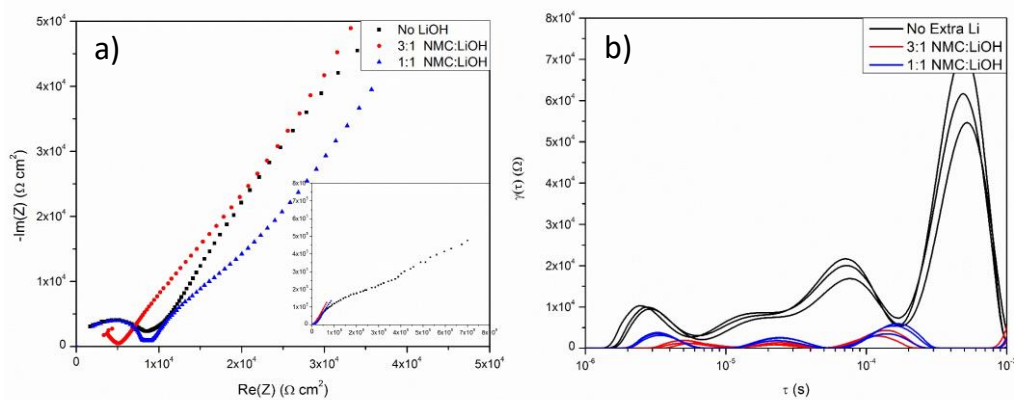 a)
5x10⁴
4x10⁴
3x10⁴
2x10⁴
1x10⁴
0
-Im(Z) (Ω cm²)
No LiOH
3:1 NMC:LiOH
1:1 NMC:LiOH
0 1x10⁴ 2x10⁴ 3x10⁴ 4x10⁴ 5x10⁴
Re(Z) (Ω cm²)
b)
8x10⁴
7x10⁴
6x10⁴
5x10⁴
4x10⁴
3x10⁴
2x10⁴
1x10⁴
0
γ(τ) (Ω)
No Extra Li
3:1 NMC:LiOH
1:1 NMC:LiOH
10⁻⁶ 10⁻⁵ 10⁻⁴ 10⁻
τ (s)